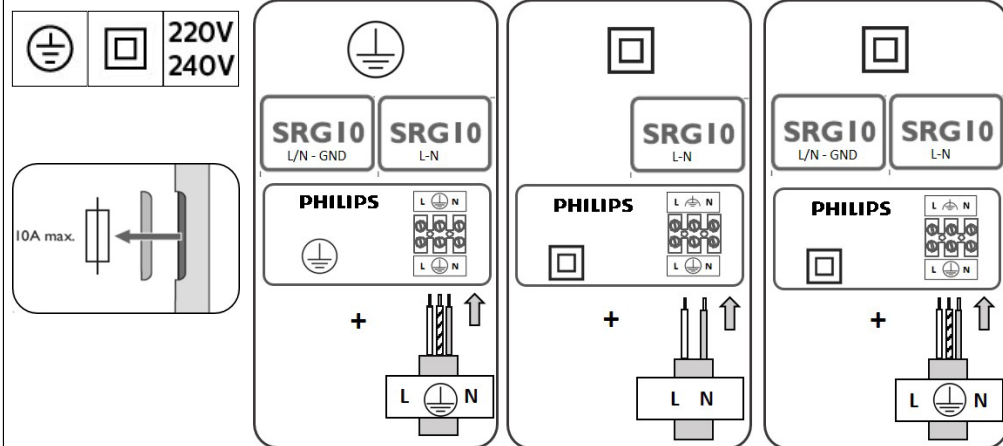 220V
240V
10A max.
SRG10
L/N - GND
SRG10
L-N
PHILIPS
L N
L N
+
L N
SRG10
L-N
PHILIPS
L N
L N
+
L N
SRG10
L/N - GND
SRG10
L-N
PHILIPS
L N
L N
+
L N